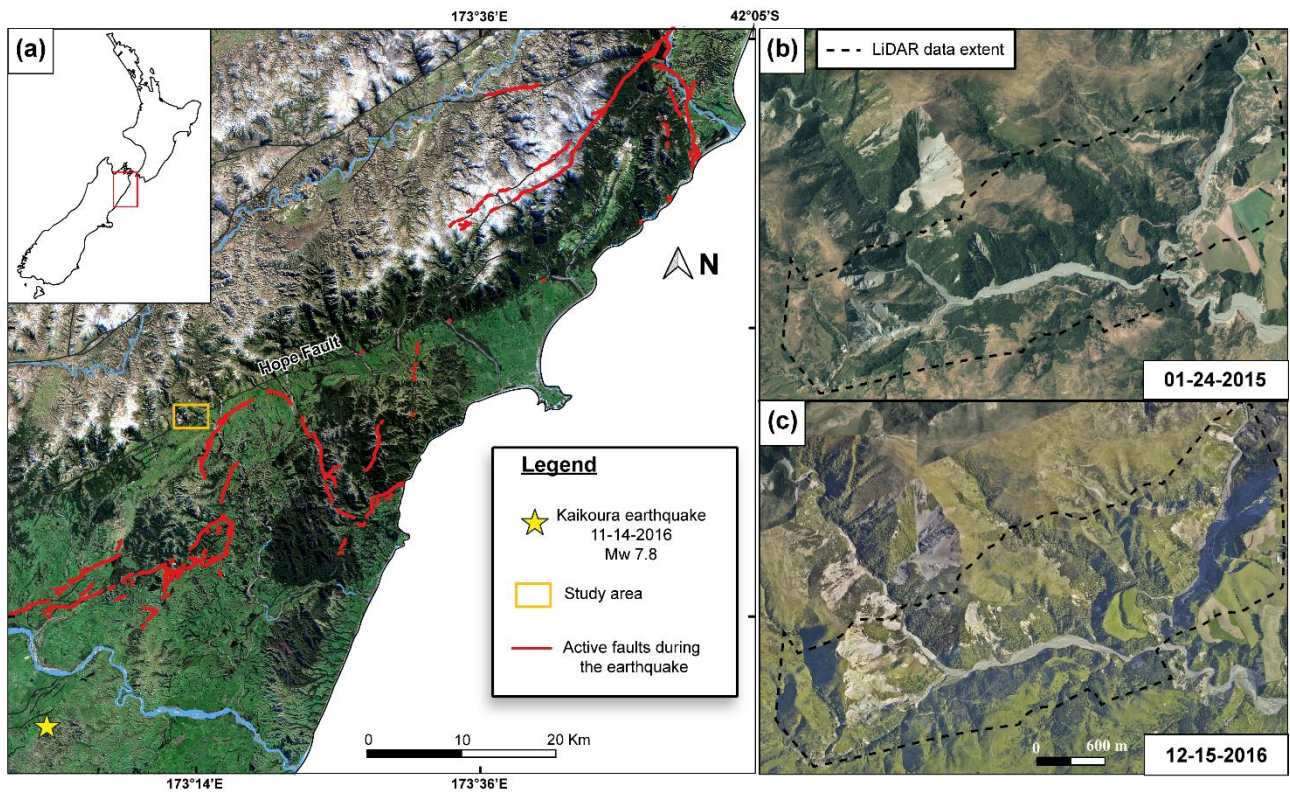 173°36'E
42°05'S
(a)
N
Hope Fault
Legend
Kaikoura earthquake
11-14-2016
Mw 7.8
Study area
Active faults during
the earthquake
0 10 20 Km
173°14'E
173°36'E
(b)
LiDAR data extent
01-24-2015
(c)
0 600 m
12-15-2016